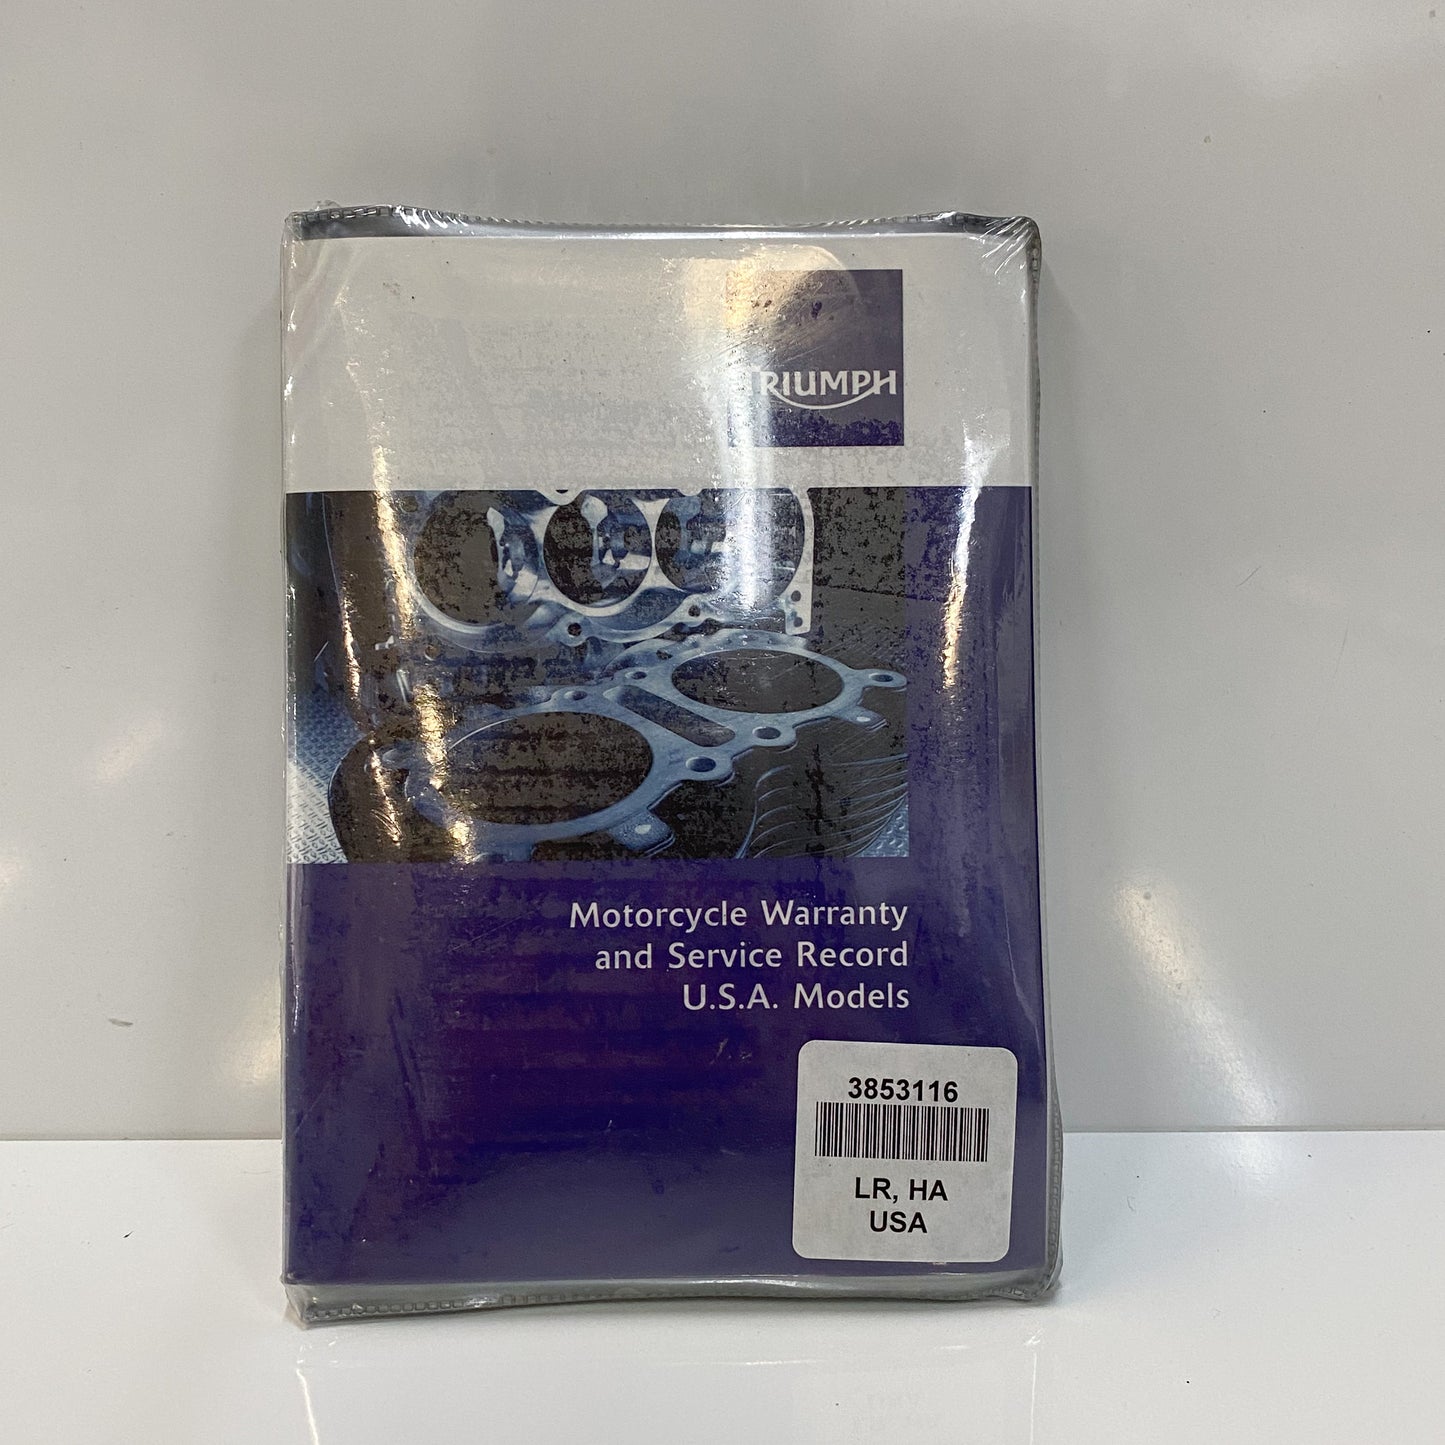 TRIUMPH
Motorcycle Warranty
and Service Record
U.S.A. Models
3853116
LR, HA
USA